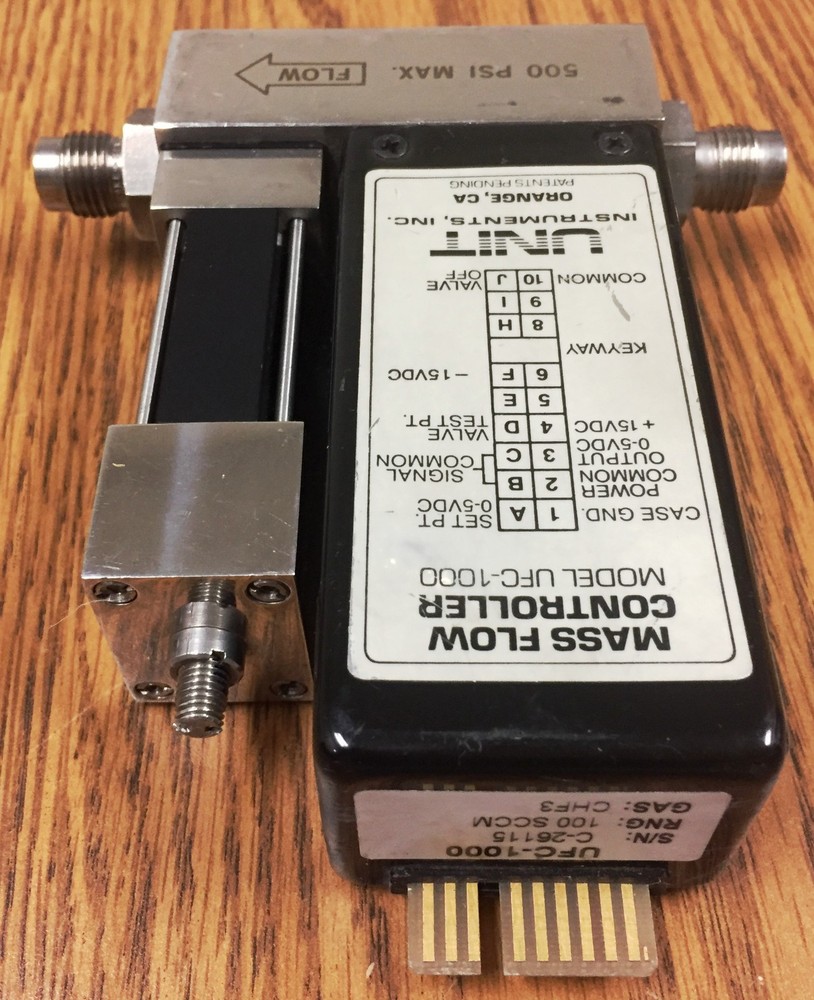 UFC-1000
S/N: C-26115
RNG: 100 SCCM
GAS: CHF3
MASS FLOW
CONTROLLER
MODEL UFC-1000
CASE GND. 1 A SET PT.
0-5VDC
POWER
COMMON 2 B SIGNAL
COMMON
OUTPUT
0-5VDC 3 C
+15VDC 4 D VALVE
TEST PT.
5 E
6 F −15VDC
KEYWAY
8 H
9 I
COMMON 10 J VALVE
OFF
UNIT
INSTRUMENTS, INC.
ORANGE, CA
PATENTS PENDING
500 PSI MAX. FLOW